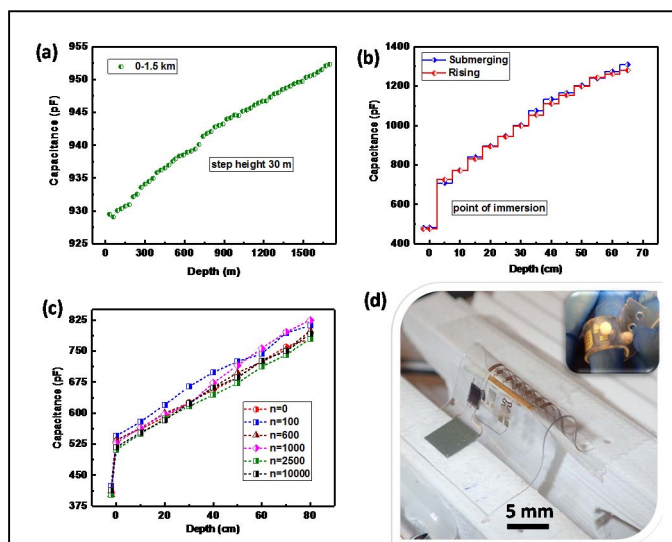 (a)
0-1.5 km
Capacitance (pF)
955
950
945
940
935
930
925
step height 30 m
0 300 600 900 1200 1500
Depth (m)
(b)
Submerging
Rising
Capacitance (pF)
1400
1200
1000
800
600
400
point of immersion
0 10 20 30 40 50 60 70
Depth (cm)
(c)
Capacitance (pF)
825
750
675
600
525
450
375
n=0
n=100
n=600
n=1000
n=2500
n=10000
0 20 40 60 80
Depth (cm)
(d)
5 mm